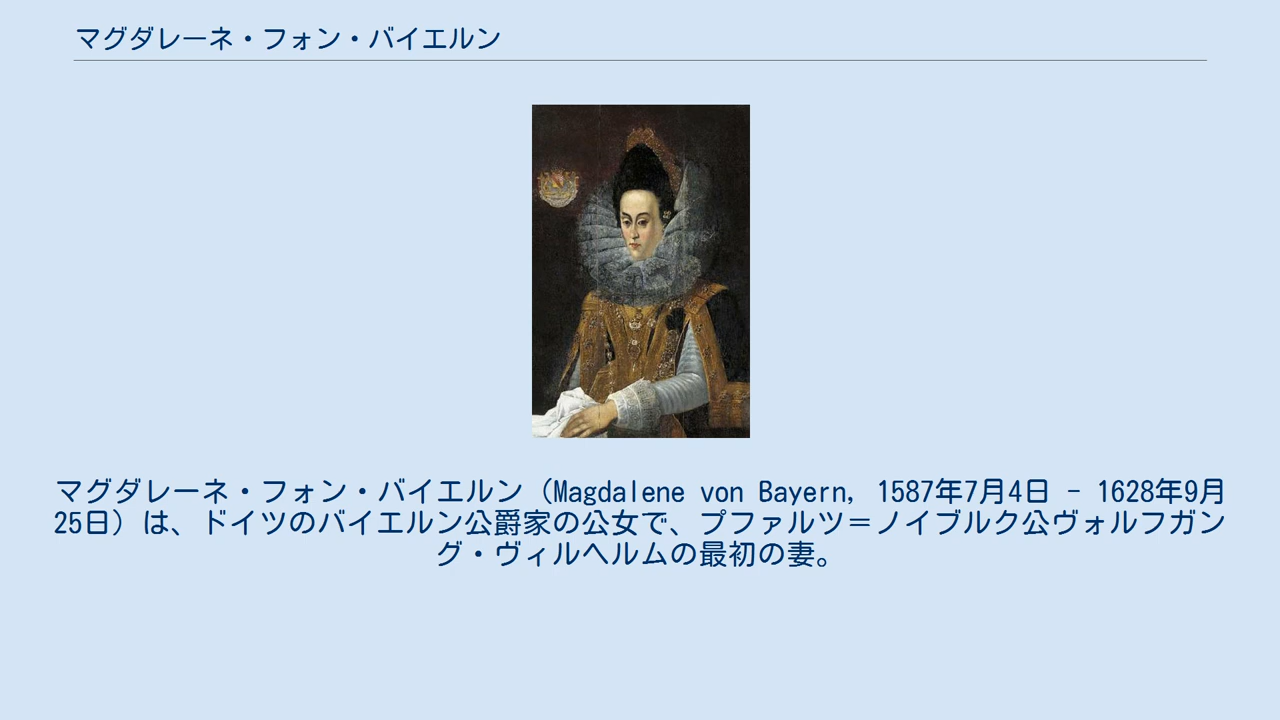 マグダレーネ・フォン・バイエルン
マグダレーネ・フォン・バイエルン（Magdalene von Bayern, 1587年7月4日 - 1628年9月
25日）は、ドイツのバイエルン公爵家の公女で、プファルツ＝ノイブルク公ヴォルフガン
グ・ヴィルヘルムの最初の妻。